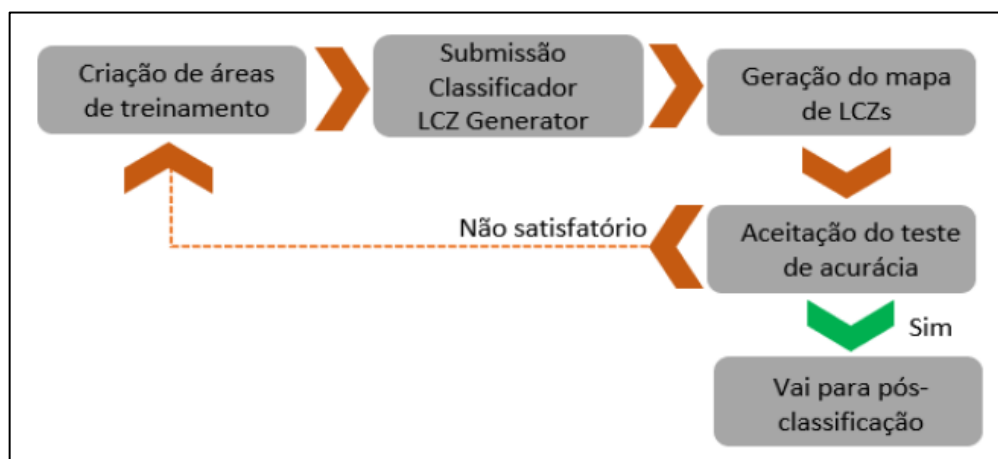 Criação de áreas
de treinamento
Submissão
Classificador
LCZ Generator
Geração do mapa
de LCZs
Não satisfatório
Aceitação do teste
de acurácia
Sim
Vai para pós-
classificação